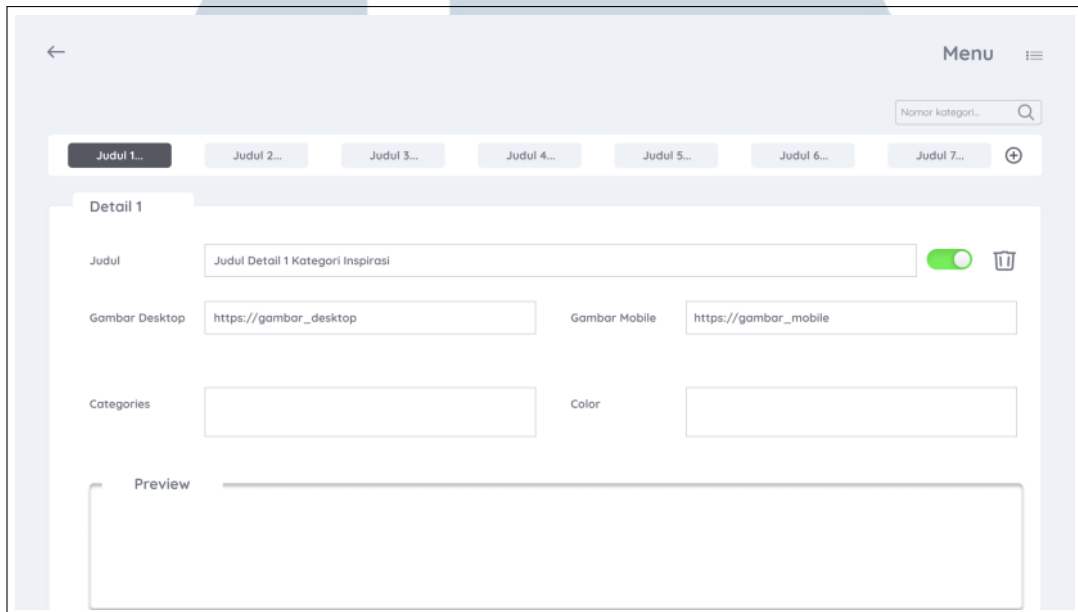 Menu
Nomor kategori...
Judul 1... Judul 2... Judul 3... Judul 4... Judul 5... Judul 6... Judul 7...
Detail 1
Judul Judul Detail 1 Kategori Inspirasi
Gambar Desktop https://gambar_desktop Gambar Mobile https://gambar_mobile
Categories Color
Preview